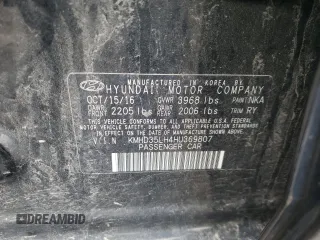 MANUFACTURED IN KOREA BY
HYUNDAI MOTOR COMPANY
OCT/15/16 GVWR 3968 lbs PAINT NKA
GAWR FRONT 2205 lbs GAWR REAR 2006 lbs TRIM RY
THIS VEHICLE CONFORMS TO ALL APPLICABLE U.S. FEDERAL
MOTOR VEHICLE SAFETY, BUMPER, AND THEFT PREVENTION
STANDARDS IN EFFECT ON THE DATE OF MANUFACTURE
SHOWN ABOVE.
V.I.N KMHD35LH4HU369807
PASSENGER CAR
DEALERSHIP